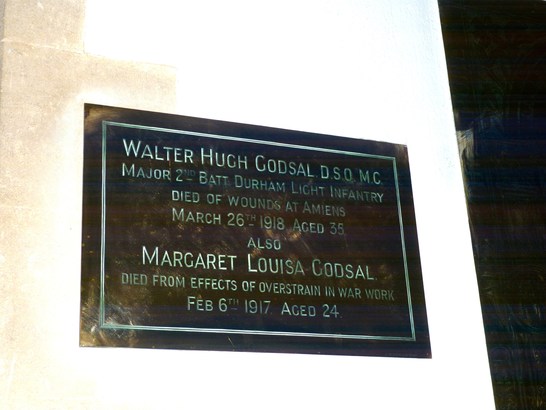 WALTER HUGH GODSAL D.S.O. M.C.
MAJOR 2ND BATT. DURHAM LIGHT INFANTRY
DIED OF WOUNDS AT AMIENS
MARCH 26TH 1918 AGED 35.
ALSO
MARGARET LOUISA GODSAL
DIED FROM EFFECTS OF OVERSTRAIN IN WAR WORK
FEB 6TH 1917. AGED 24.